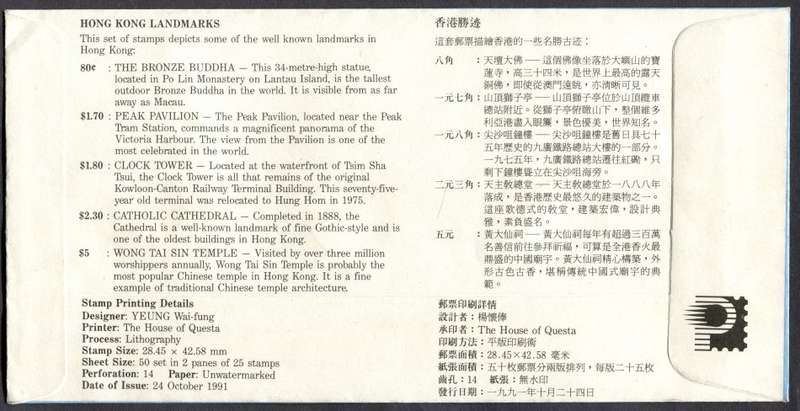 HONG KONG LANDMARKS
This set of stamps depicts some of the well known landmarks in
Hong Kong:
80¢ : THE BRONZE BUDDHA — This 34-metre-high statue,
located in Po Lin Monastery on Lantau Island, is the tallest
outdoor Bronze Buddha in the world. It is visible from as far
away as Macau.
$1.70 : PEAK PAVILION — The Peak Pavilion, located near the Peak
Tram Station, commands a magnificent panorama of the
Victoria Harbour. The view from the Pavilion is one of the
most celebrated in the world.
$1.80 : CLOCK TOWER — Located at the waterfront of Tsim Sha
Tsui, the Clock Tower is all that remains of the original
Kowloon-Canton Railway Terminal Building. This seventy-five-
year old terminal was relocated to Hung Hom in 1975.
$2.30 : CATHOLIC CATHEDRAL — Completed in 1888, the
Cathedral is a well-known landmark of fine Gothic-style and is
one of the oldest buildings in Hong Kong.
$5 : WONG TAI SIN TEMPLE — Visited by over three million
worshippers annually, Wong Tai Sin Temple is probably the
most popular Chinese temple in Hong Kong. It is a fine
example of traditional Chinese temple architecture.
Stamp Printing Details
Designer: YEUNG Wai-fung
Printer: The House of Questa
Process: Lithography
Stamp Size: 28.45 × 42.58 mm
Sheet Size: 50 set in 2 panes of 25 stamps
Perforation: 14 Paper: Unwatermarked
Date of Issue: 24 October 1991
香港勝迹
這套郵票描繪香港的一些名勝古迹：
八角 ：天壇大佛 — 這個佛像坐落於大嶼山的寶
蓮寺，高三十四米，是世界上最高的露天
銅佛，即使從澳門遠眺，亦清晰可見。
一元七角：山頂獅子亭 — 山頂獅子亭位於山頂纜車
總站附近。從獅子亭俯瞰山下，整個維多
利亞港盡入眼簾，景色優美，世界知名。
一元八角：尖沙咀鐘樓 — 尖沙咀鐘樓是舊日具七十
五年歷史的九廣鐵路總站大樓的一部分。
一九七五年，九廣鐵路總站遷往紅磡，只
剩下鐘樓聳立在尖沙咀海旁。
二元三角：天主教總堂 — 天主教總堂於一八八八年
落成，是香港歷史最悠久的建築物之一。
這座歌德式的教堂，建築宏偉，設計典
雅，素負盛名。
五元 ：黃大仙祠 — 黃大仙祠每年有超過三百萬
名善信前往參拜祈福，可算是全港香火最
鼎盛的中國廟宇。黃大仙祠精心構築，外
形古色古香，堪稱傳統中國式廟宇的典
範。
郵票印刷詳情
設計者：楊懷俸
承印者：The House of Questa
印刷方法：平版印刷術
郵票面積：28.45×42.58 毫米
紙張面積：五十枚郵票分兩版排列，每版二十五枚
齒孔：14 紙張：無水印
發行日期：一九九一年十月二十四日